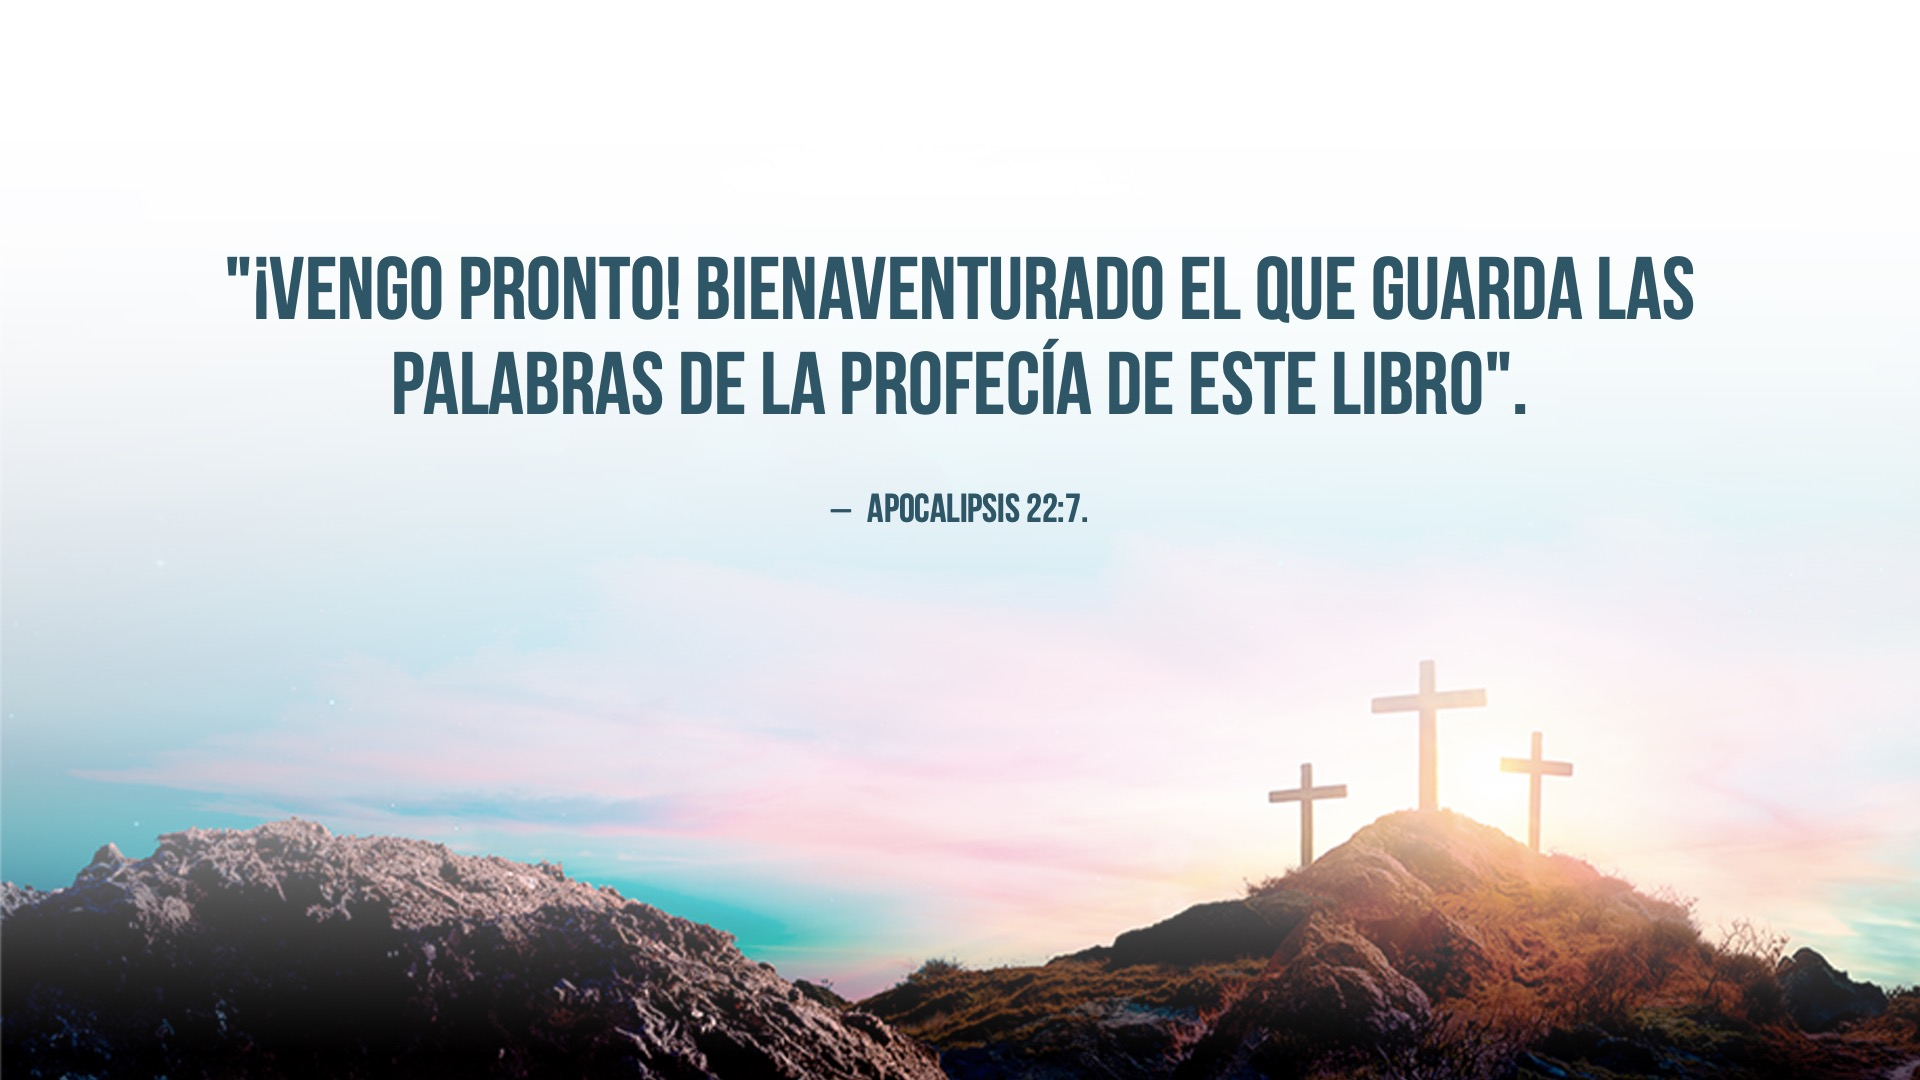 "¡VENGO PRONTO! BIENAVENTURADO EL QUE GUARDA LAS
PALABRAS DE LA PROFECÍA DE ESTE LIBRO".
– APOCALIPSIS 22:7.